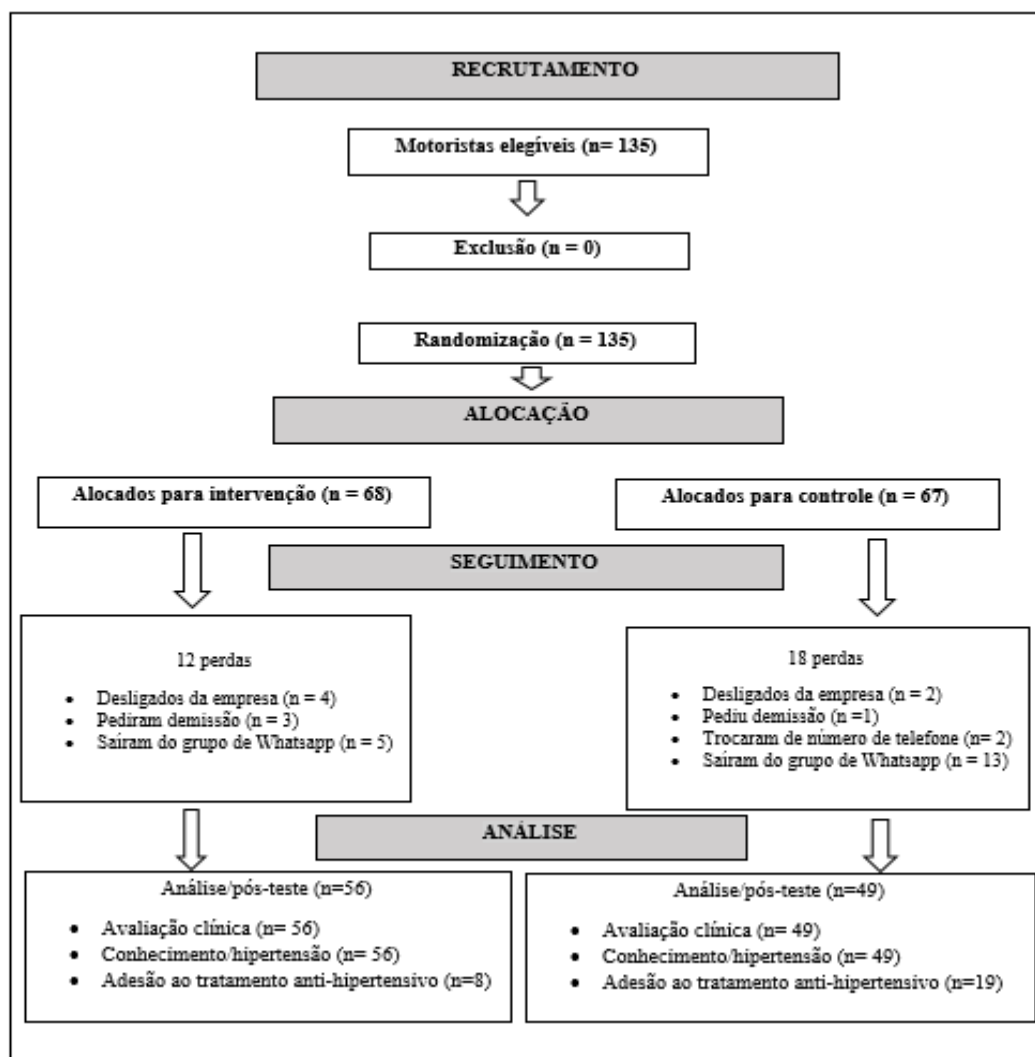 RECRUTAMENTO
Motoristas elegíveis (n= 135)
Exclusão (n = 0)
Randomização (n = 135)
ALOCAÇÃO
Alocados para intervenção (n = 68)
Alocados para controle (n = 67)
SEGUIMENTO
12 perdas
• Desligados da empresa (n = 4)
• Pediram demissão (n = 3)
• Saíram do grupo de Whatsapp (n = 5)
18 perdas
• Desligados da empresa (n = 2)
• Pediu demissão (n =1)
• Trocaram de número de telefone (n= 2)
• Saíram do grupo de Whatsapp (n = 13)
ANÁLISE
Análise/pós-teste (n=56)
• Avaliação clínica (n= 56)
• Conhecimento/hipertensão (n= 56)
• Adesão ao tratamento anti-hipertensivo (n=8)
Análise/pós-teste (n=49)
• Avaliação clínica (n= 49)
• Conhecimento/hipertensão (n= 49)
• Adesão ao tratamento anti-hipertensivo (n=19)